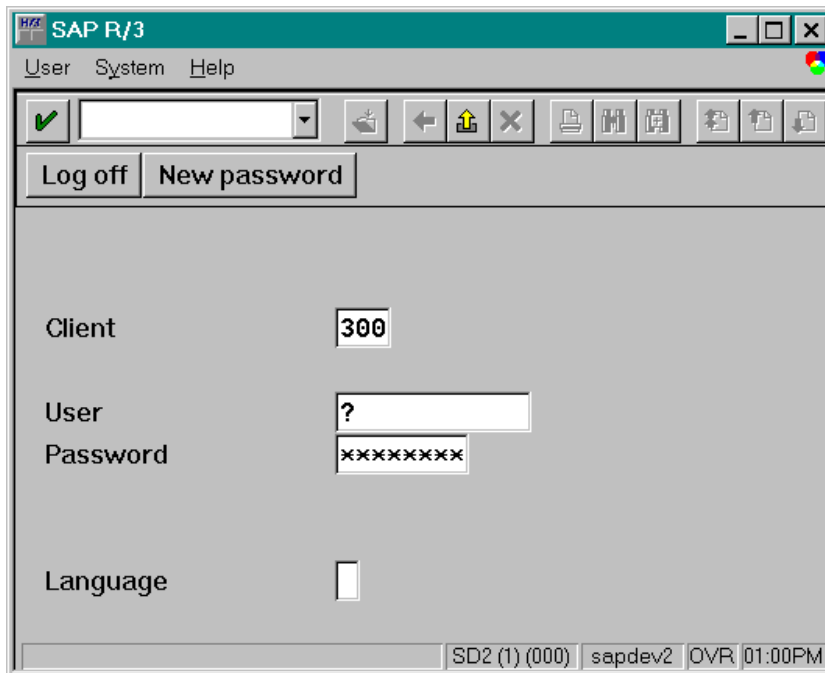 SAP R/3
User System Help
Log off New password
Client 300
User ?
Password ********
Language
SD2 (1) (000) sapdev2 OVR 01:00PM